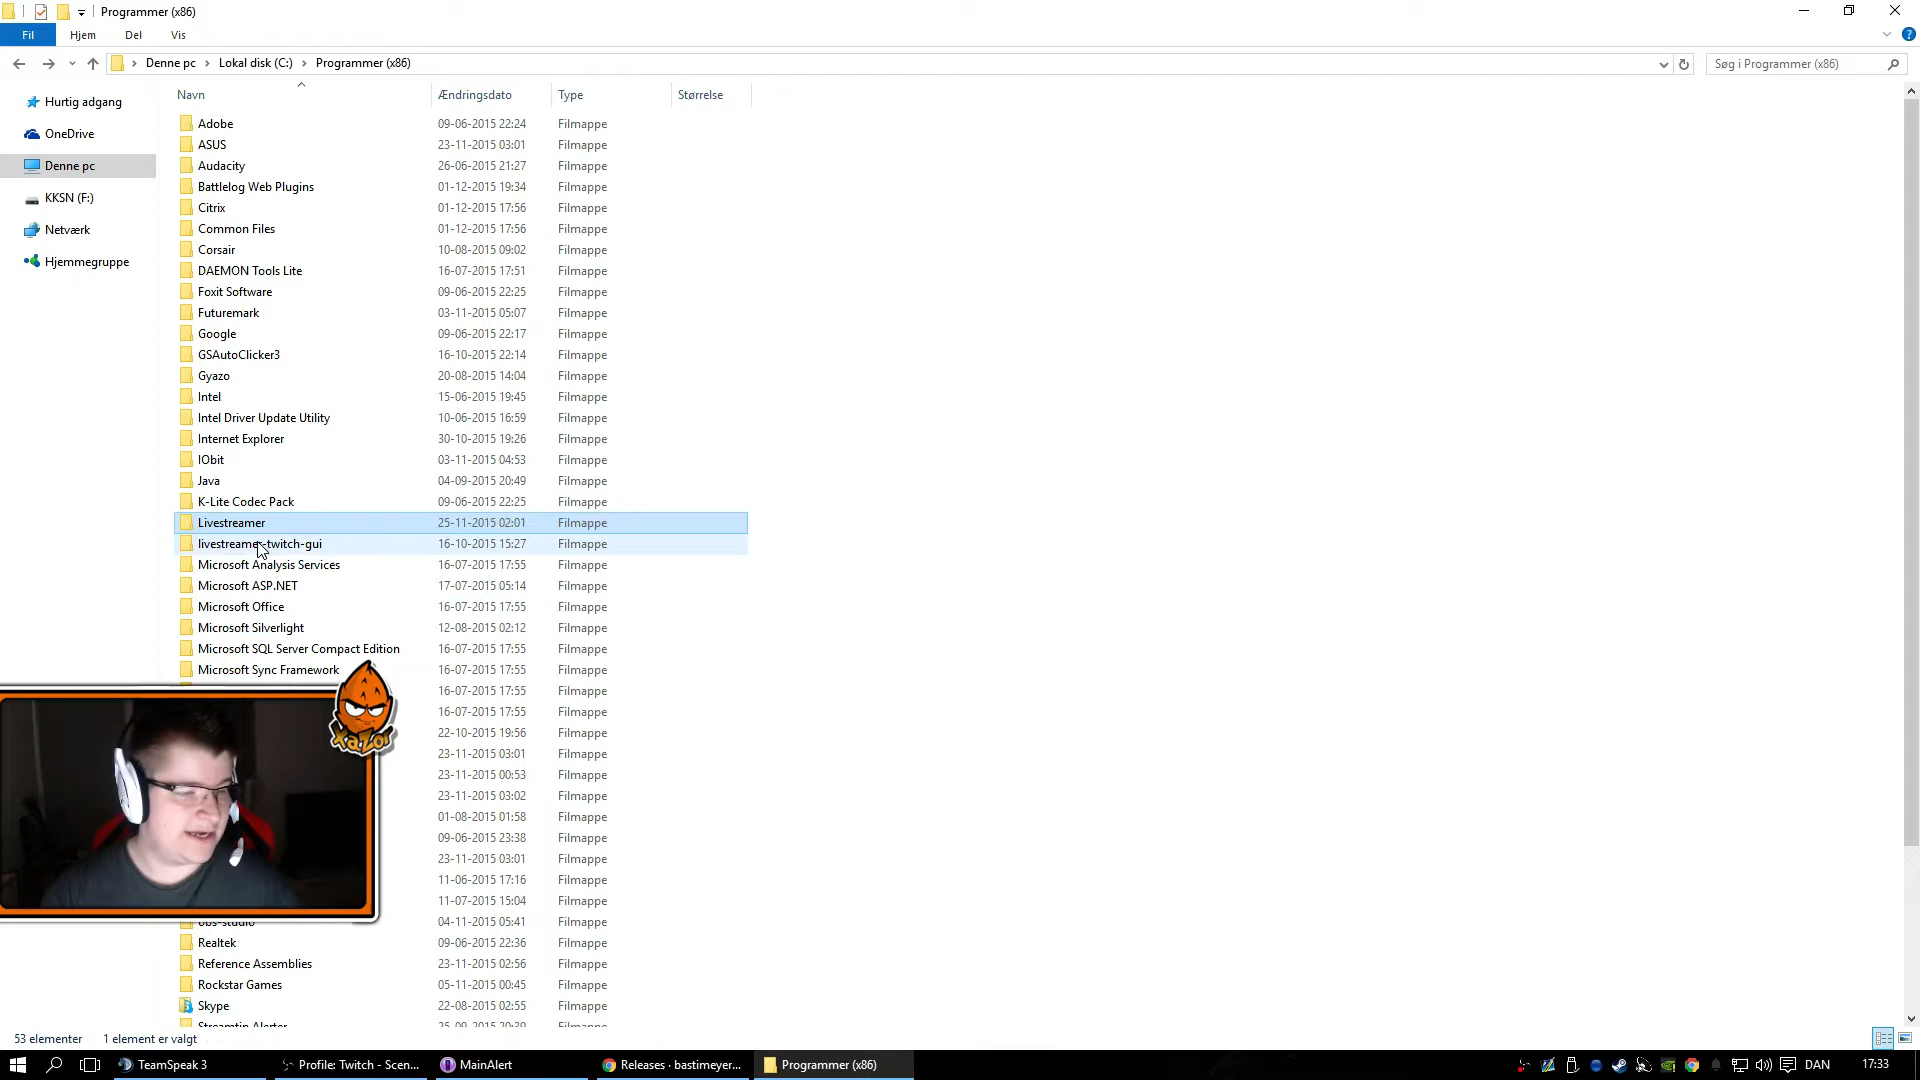 Programmer (x86)
Fil Hjem Del Vis
Denne pc Lokal disk (C:) Programmer (x86) Søg i Programmer (x86)
Navn Ændringsdato Type Størrelse
Hurtig adgang
OneDrive
Denne pc
KKSN (F:)
Netværk
Hjemmegruppe
Adobe 09-06-2015 22:24 Filmappe
ASUS 23-11-2015 03:01 Filmappe
Audacity 26-06-2015 21:27 Filmappe
Battlelog Web Plugins 01-12-2015 19:34 Filmappe
Citrix 01-12-2015 17:56 Filmappe
Common Files 01-12-2015 17:56 Filmappe
Corsair 10-08-2015 09:02 Filmappe
DAEMON Tools Lite 16-07-2015 17:51 Filmappe
Foxit Software 09-06-2015 22:25 Filmappe
Futuremark 03-11-2015 05:07 Filmappe
Google 09-06-2015 22:17 Filmappe
GSAutoClicker3 16-10-2015 22:14 Filmappe
Gyazo 20-08-2015 14:04 Filmappe
Intel 15-06-2015 19:45 Filmappe
Intel Driver Update Utility 10-06-2015 16:59 Filmappe
Internet Explorer 30-10-2015 19:26 Filmappe
IObit 03-11-2015 04:53 Filmappe
Java 04-09-2015 20:49 Filmappe
K-Lite Codec Pack 09-06-2015 22:25 Filmappe
Livestreamer 25-11-2015 02:01 Filmappe
livestreamer-twitch-gui 16-10-2015 15:27 Filmappe
Microsoft Analysis Services 16-07-2015 17:55 Filmappe
Microsoft ASP.NET 17-07-2015 05:14 Filmappe
Microsoft Office 16-07-2015 17:55 Filmappe
Microsoft Silverlight 12-08-2015 02:12 Filmappe
Microsoft SQL Server Compact Edition 16-07-2015 17:55 Filmappe
Microsoft Sync Framework 16-07-2015 17:55 Filmappe
16-07-2015 17:55 Filmappe
16-07-2015 17:55 Filmappe
22-10-2015 19:56 Filmappe
23-11-2015 03:01 Filmappe
23-11-2015 00:53 Filmappe
23-11-2015 03:02 Filmappe
01-08-2015 01:58 Filmappe
09-06-2015 23:38 Filmappe
23-11-2015 03:01 Filmappe
11-06-2015 17:16 Filmappe
11-07-2015 15:04 Filmappe
obs-studio 04-11-2015 05:41 Filmappe
Realtek 09-06-2015 22:36 Filmappe
Reference Assemblies 23-11-2015 02:56 Filmappe
Rockstar Games 05-11-2015 00:45 Filmappe
Skype 22-08-2015 02:55 Filmappe
Streamtip Alerter 25-09-2015 20:39 Filmappe
XaZor
53 elementer 1 element er valgt
TeamSpeak 3 Profile: Twitch - Scen... MainAlert Releases · bastimeyer... Programmer (x86) DAN 17:33